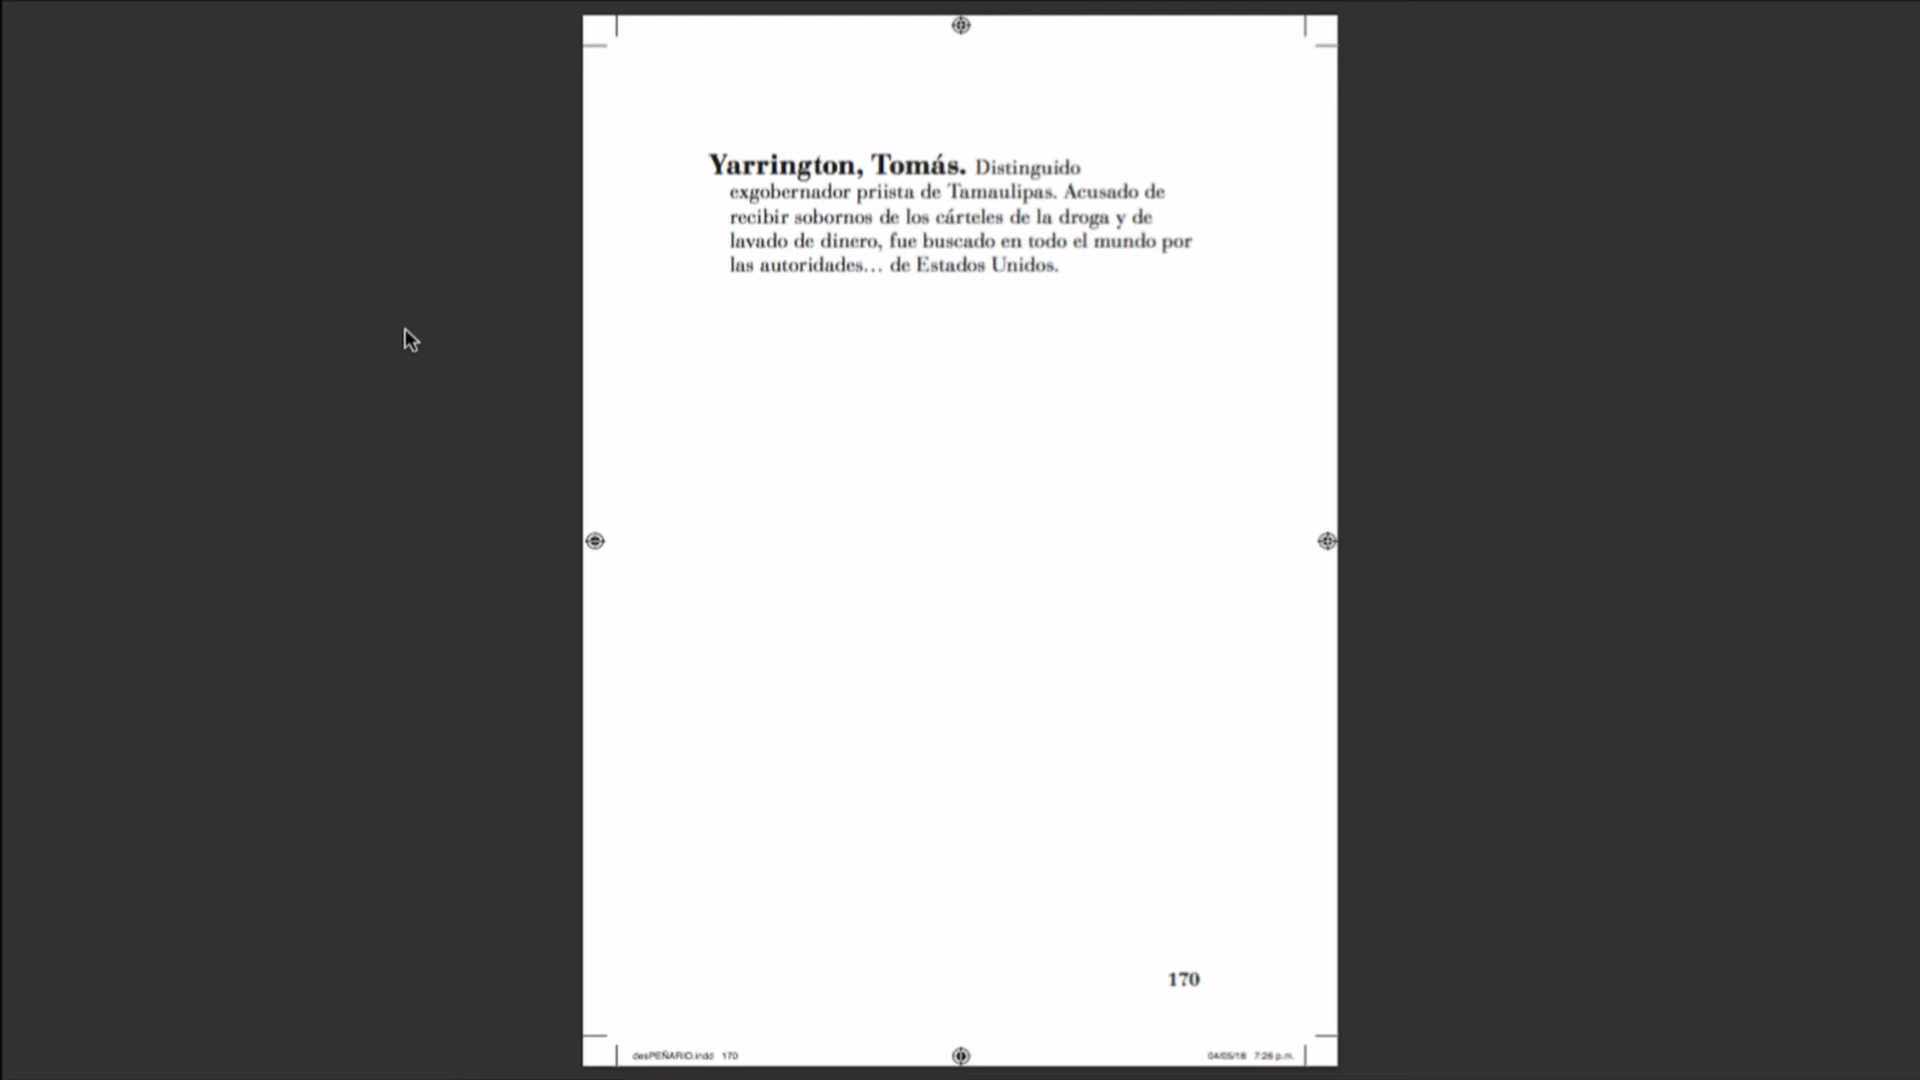 Yarrington, Tomás. Distinguido
exgobernador priista de Tamaulipas. Acusado de
recibir sobornos de los cárteles de la droga y de
lavado de dinero, fue buscado en todo el mundo por
las autoridades… de Estados Unidos.
170
desPEÑARIO.indd 170
04/05/18 7:26 p.m.